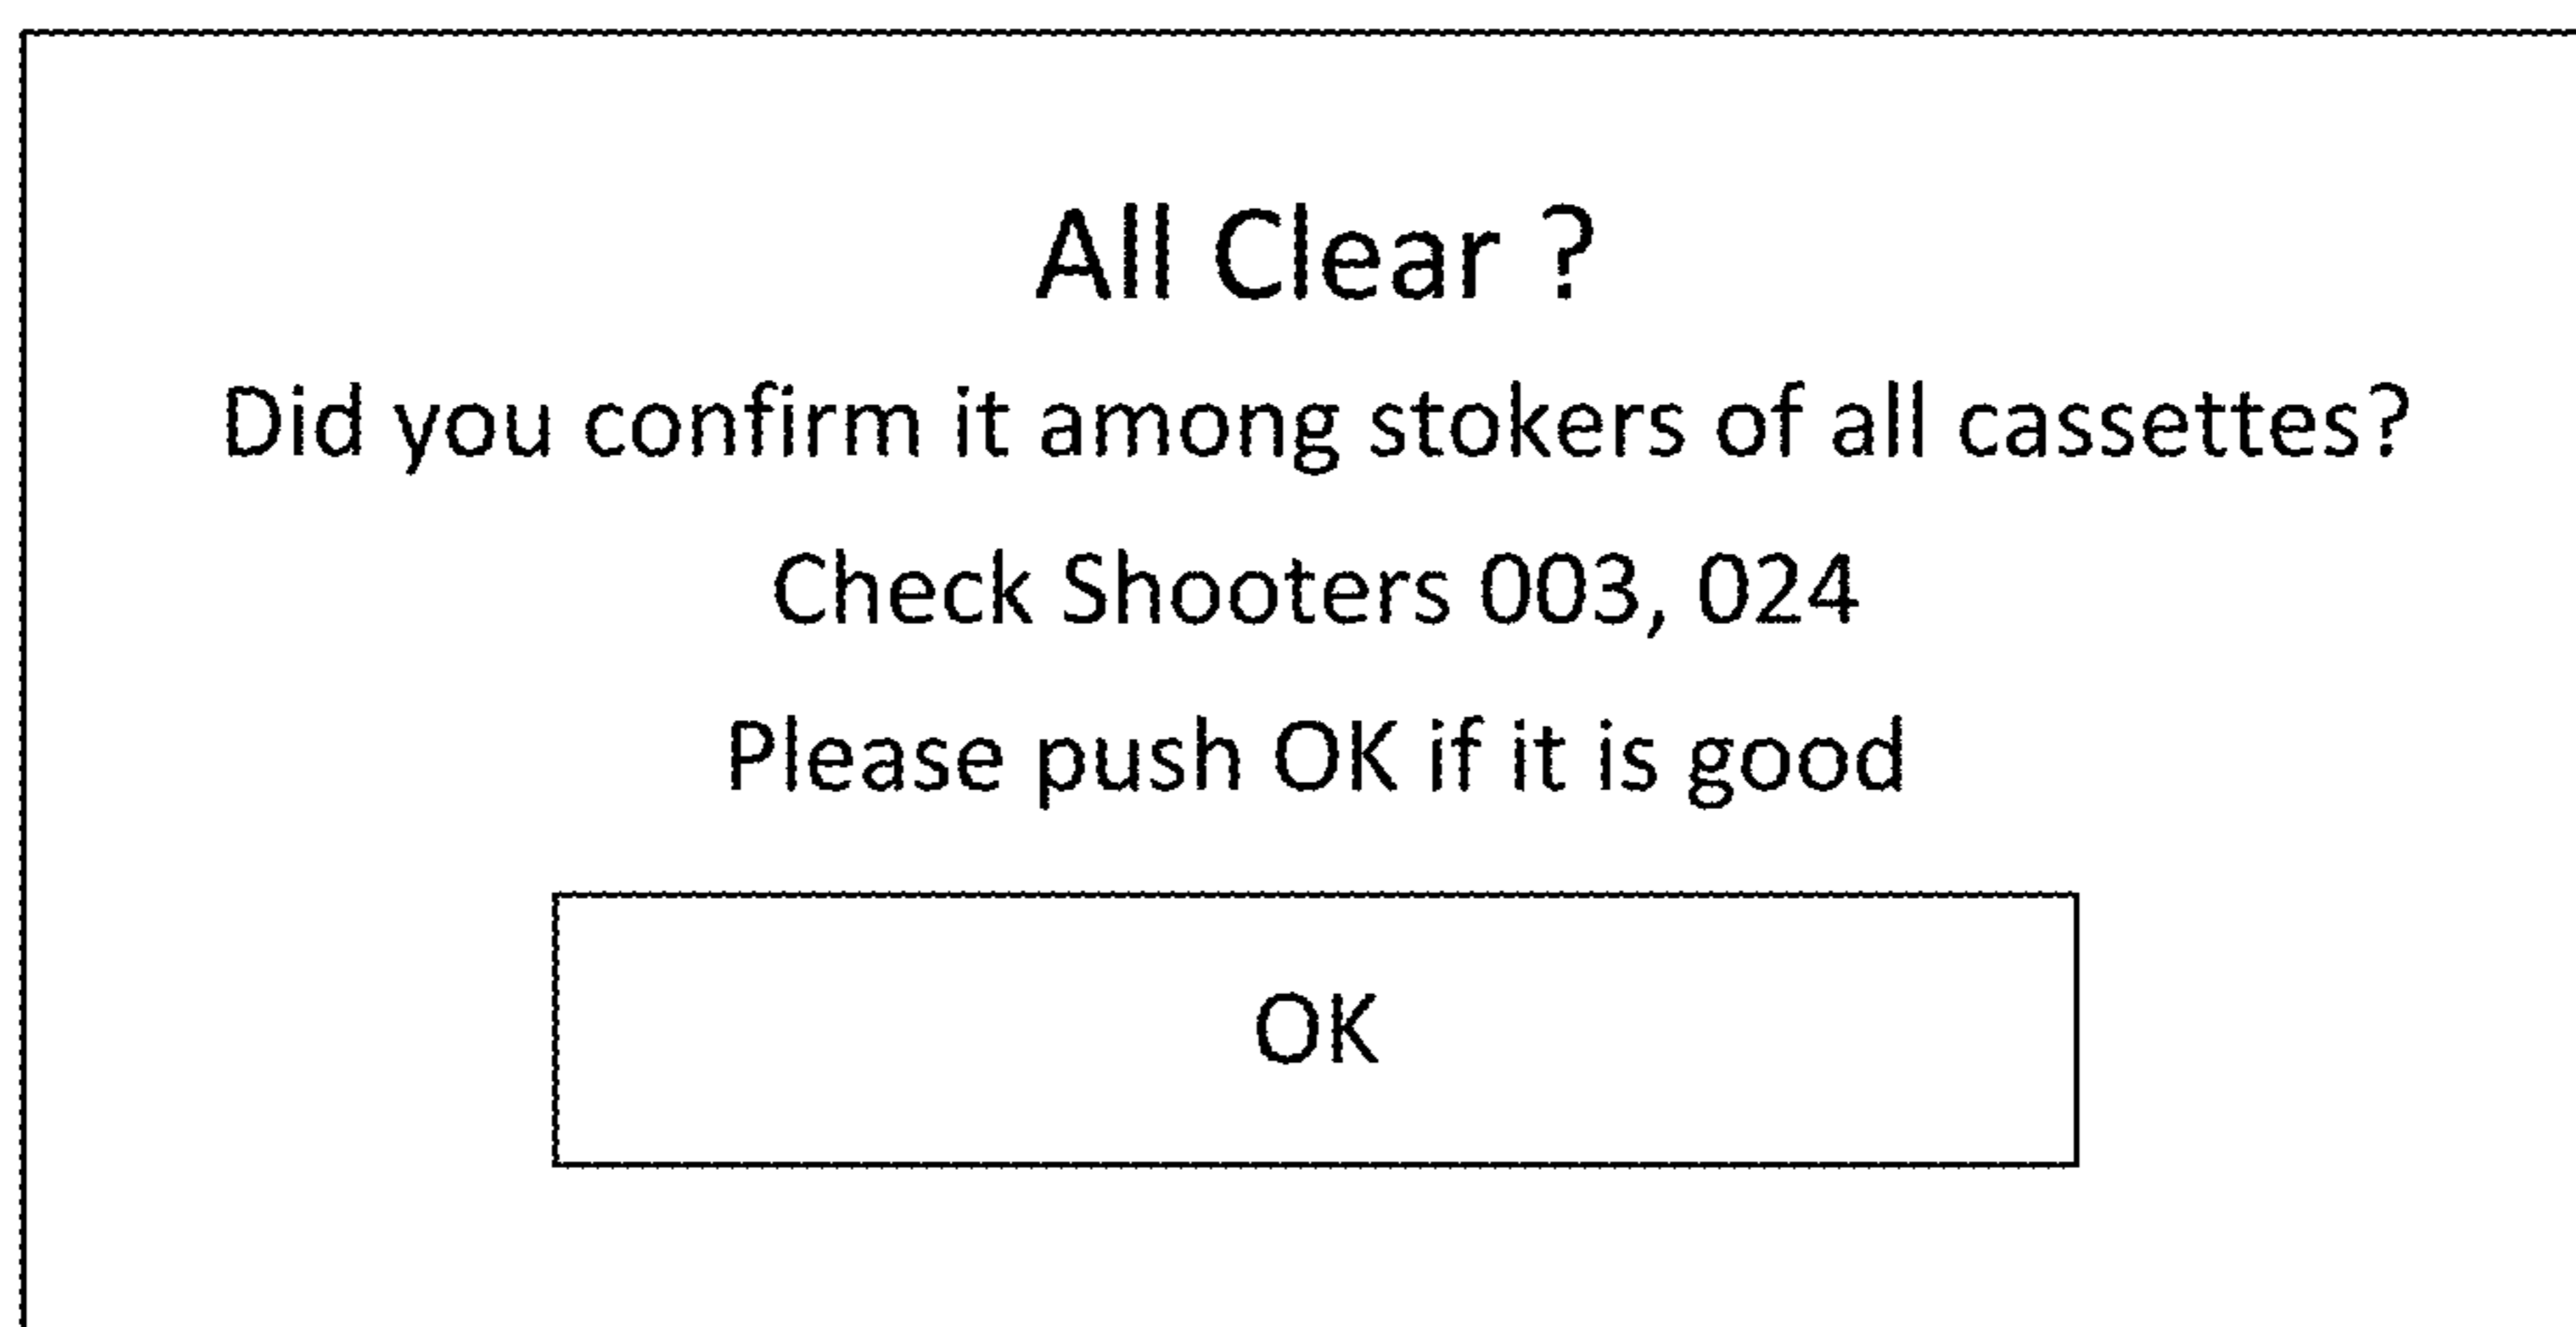 All Clear ?
Did you confirm it among stokers of all cassettes?
Check Shooters 003, 024
Please push OK if it is good
OK